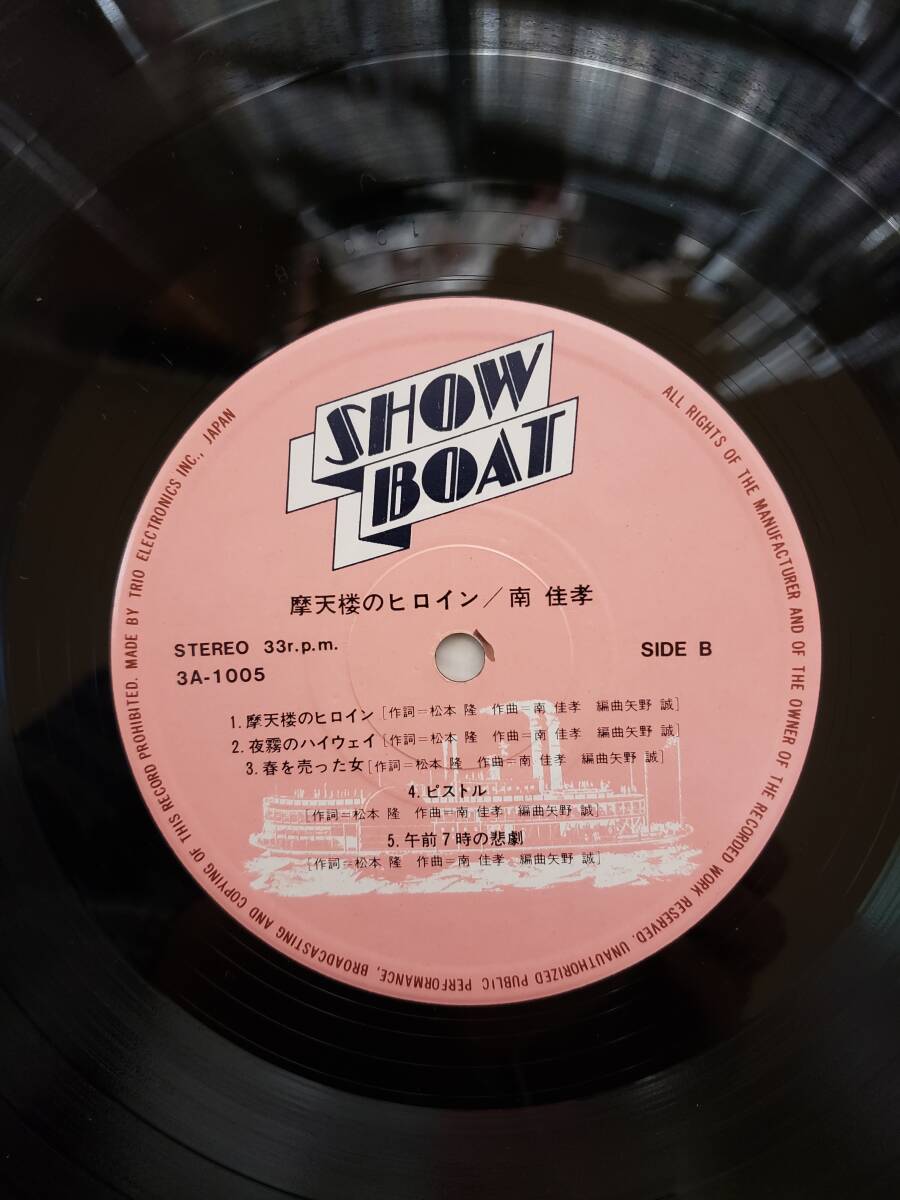 SHOW
BOAT
摩天楼のヒロイン／南 佳孝
STEREO 33r.p.m.
SIDE B
3A-1005
1.摩天楼のヒロイン[作詞=松本 隆 作曲=南 佳孝 編曲矢野 誠]
2.夜霧のハイウェイ[作詞=松本 隆 作曲=南 佳孝 編曲矢野 誠]
3.春を売った女[作詞=松本 隆 作曲=南 佳孝 編曲矢野 誠]
4.ピストル
[作詞=松本 隆 作曲=南 佳孝 編曲矢野 誠]
5.午前7時の悲劇
[作詞=松本 隆 作曲=南 佳孝 編曲矢野 誠]
ALL RIGHTS OF THE MANUFACTURER AND OF THE OWNER OF THE RECORDED WORK RESERVED. UNAUTHORIZED PUBLIC PERFORMANCE, BROADCASTING AND COPYING OF THIS RECORD PROHIBITED. MADE BY TRIO ELECTRONICS INC., JAPAN